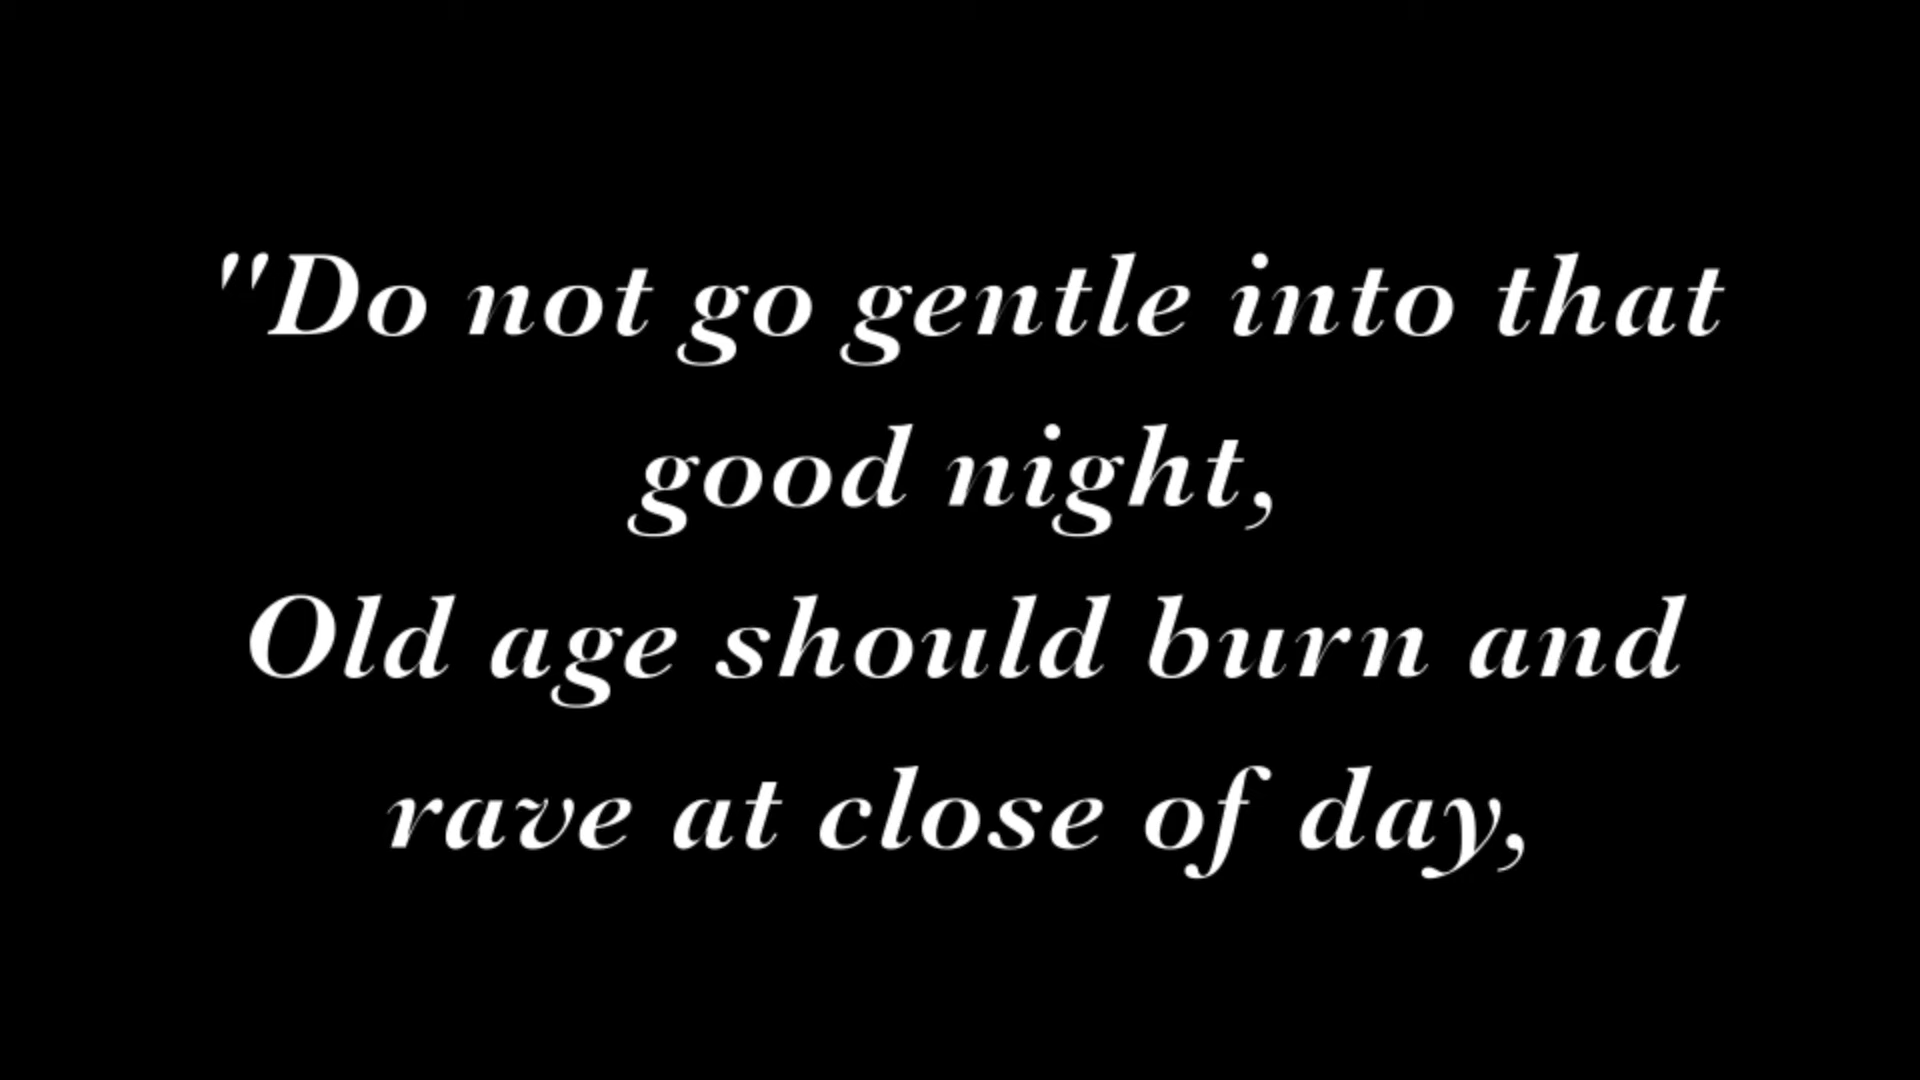 "Do not go gentle into that
good night,
Old age should burn and
rave at close of day,